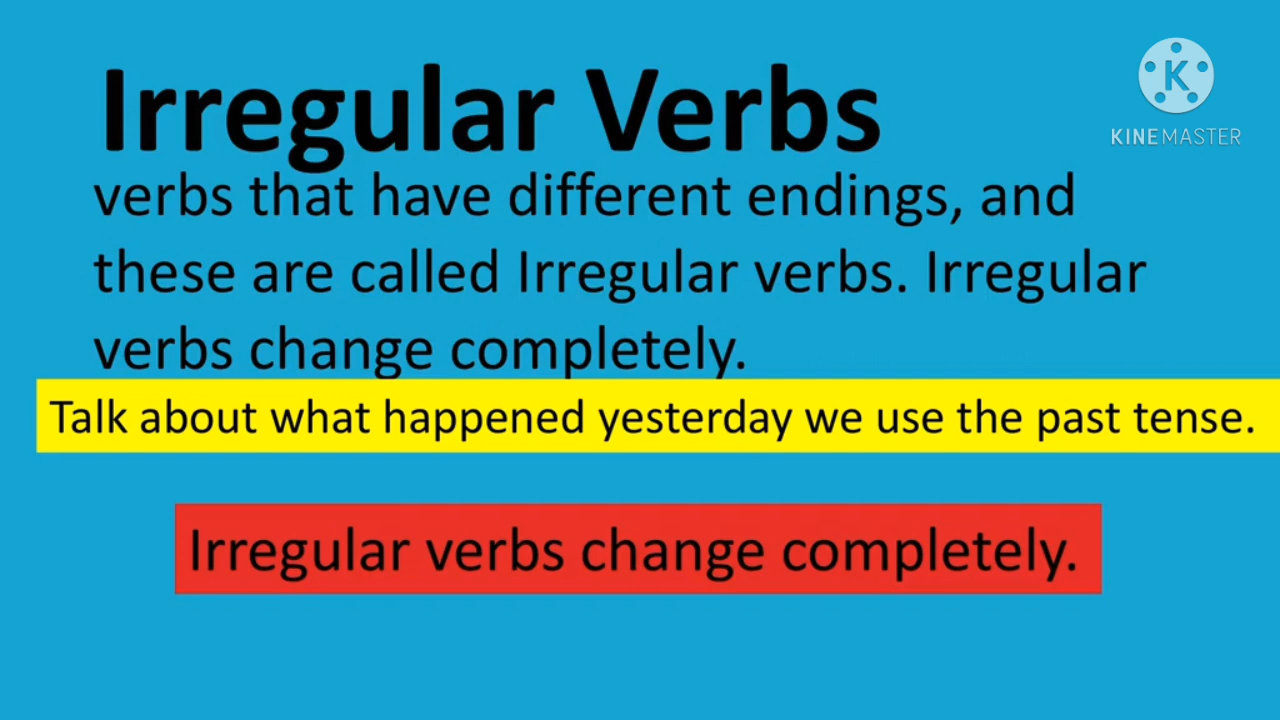 Irregular Verbs
KINEMASTER
verbs that have different endings, and
these are called Irregular verbs. Irregular
verbs change completely.
Talk about what happened yesterday we use the past tense.
Irregular verbs change completely.